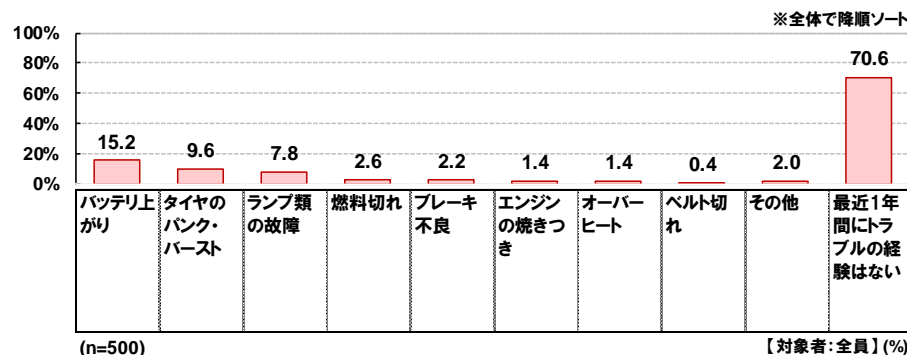 ※全体で降順ソート
100%
80%
60%
40%
20%
0%
15.2
9.6
7.8
2.6
2.2
1.4
1.4
0.4
2.0
70.6
バッテリ上
がり
タイヤの
パンク・
バースト
ランプ類
の故障
燃料切れ
ブレーキ
不良
エンジン
の焼きつ
き
オーバー
ヒート
ベルト切
れ
その他
最近1年
間にトラ
ブルの経
験はない
(n=500)
【対象者:全員】(%)